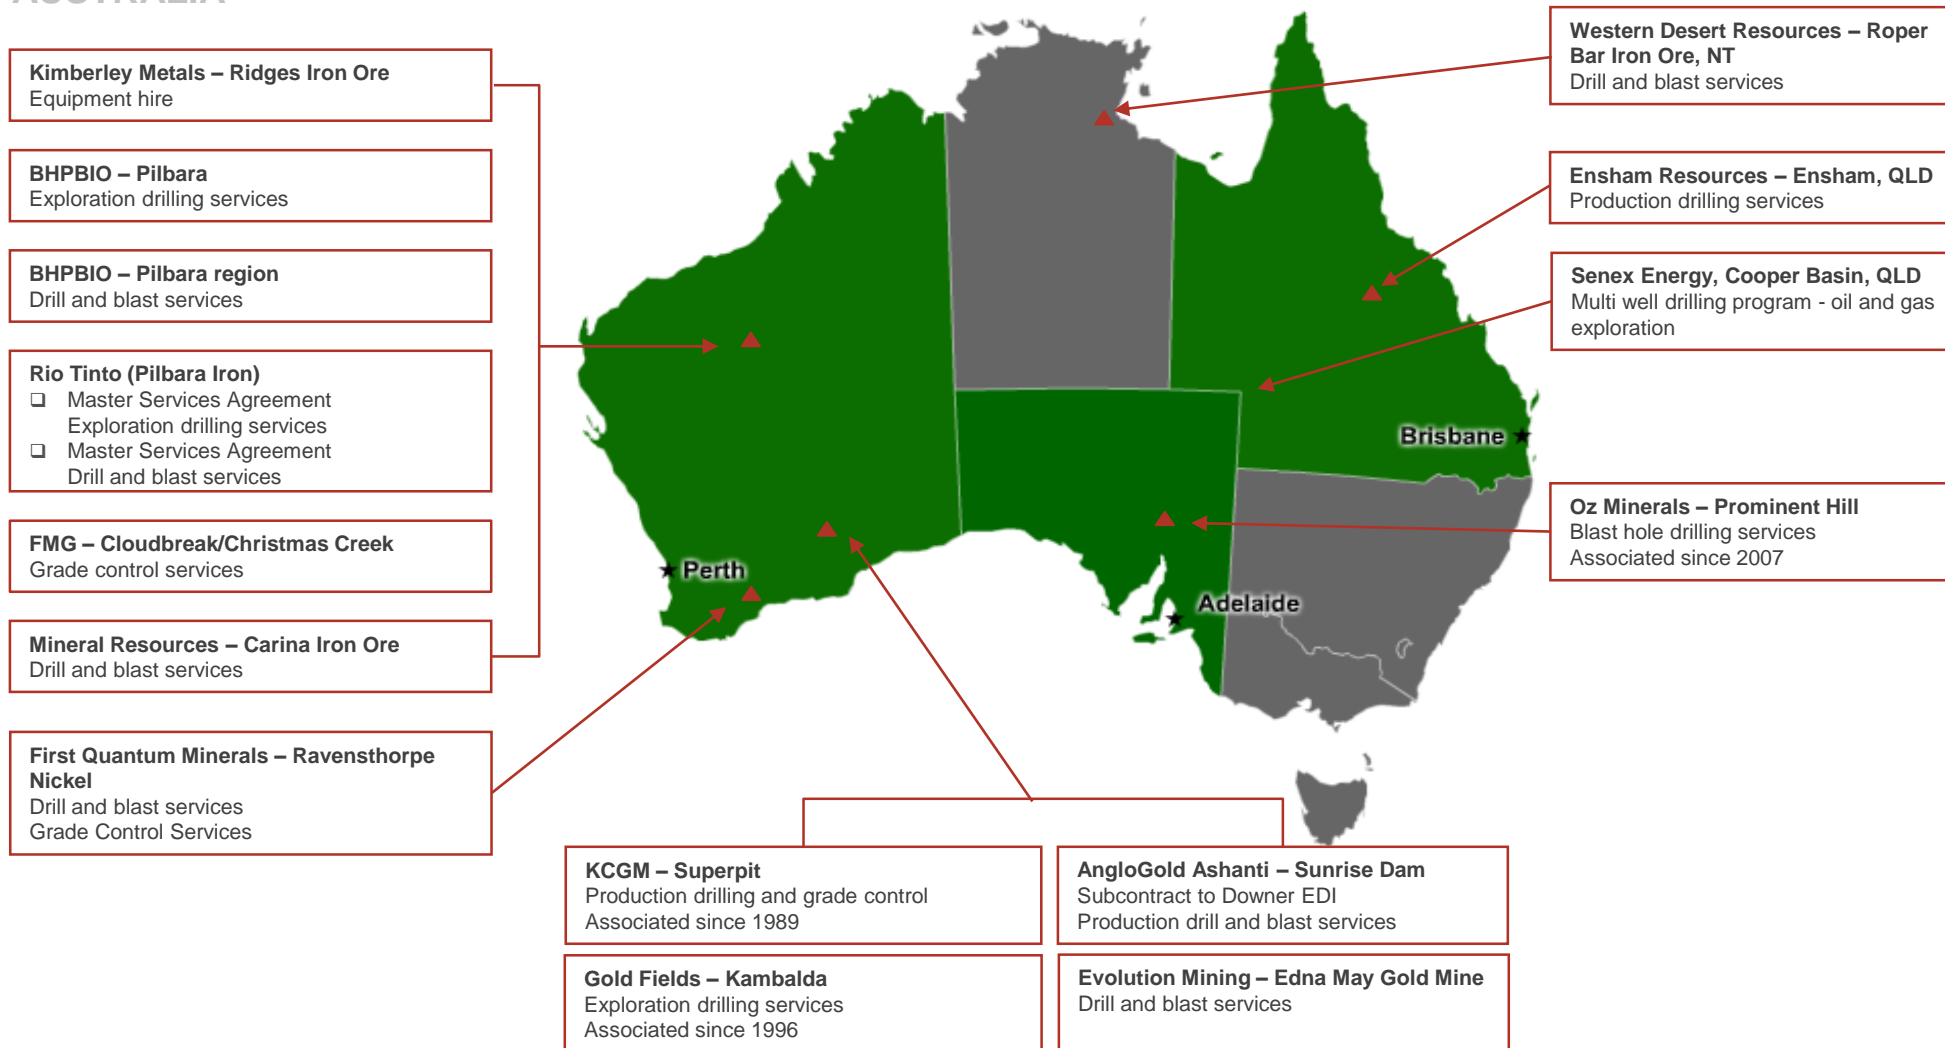 AUSTRALIA
Kimberley Metals – Ridges Iron Ore
Equipment hire
BHPBIO – Pilbara
Exploration drilling services
BHPBIO – Pilbara region
Drill and blast services
Rio Tinto (Pilbara Iron)
❑ Master Services Agreement
Exploration drilling services
❑ Master Services Agreement
Drill and blast services
FMG – Cloudbreak/Christmas Creek
Grade control services
Mineral Resources – Carina Iron Ore
Drill and blast services
First Quantum Minerals – Ravensthorpe
Nickel
Drill and blast services
Grade Control Services
Perth
Adelaide
Brisbane
Western Desert Resources – Roper
Bar Iron Ore, NT
Drill and blast services
Ensham Resources – Ensham, QLD
Production drilling services
Senex Energy, Cooper Basin, QLD
Multi well drilling program - oil and gas
exploration
Oz Minerals – Prominent Hill
Blast hole drilling services
Associated since 2007
KCGM – Superpit
Production drilling and grade control
Associated since 1989
AngloGold Ashanti – Sunrise Dam
Subcontract to Downer EDI
Production drill and blast services
Gold Fields – Kambalda
Exploration drilling services
Associated since 1996
Evolution Mining – Edna May Gold Mine
Drill and blast services